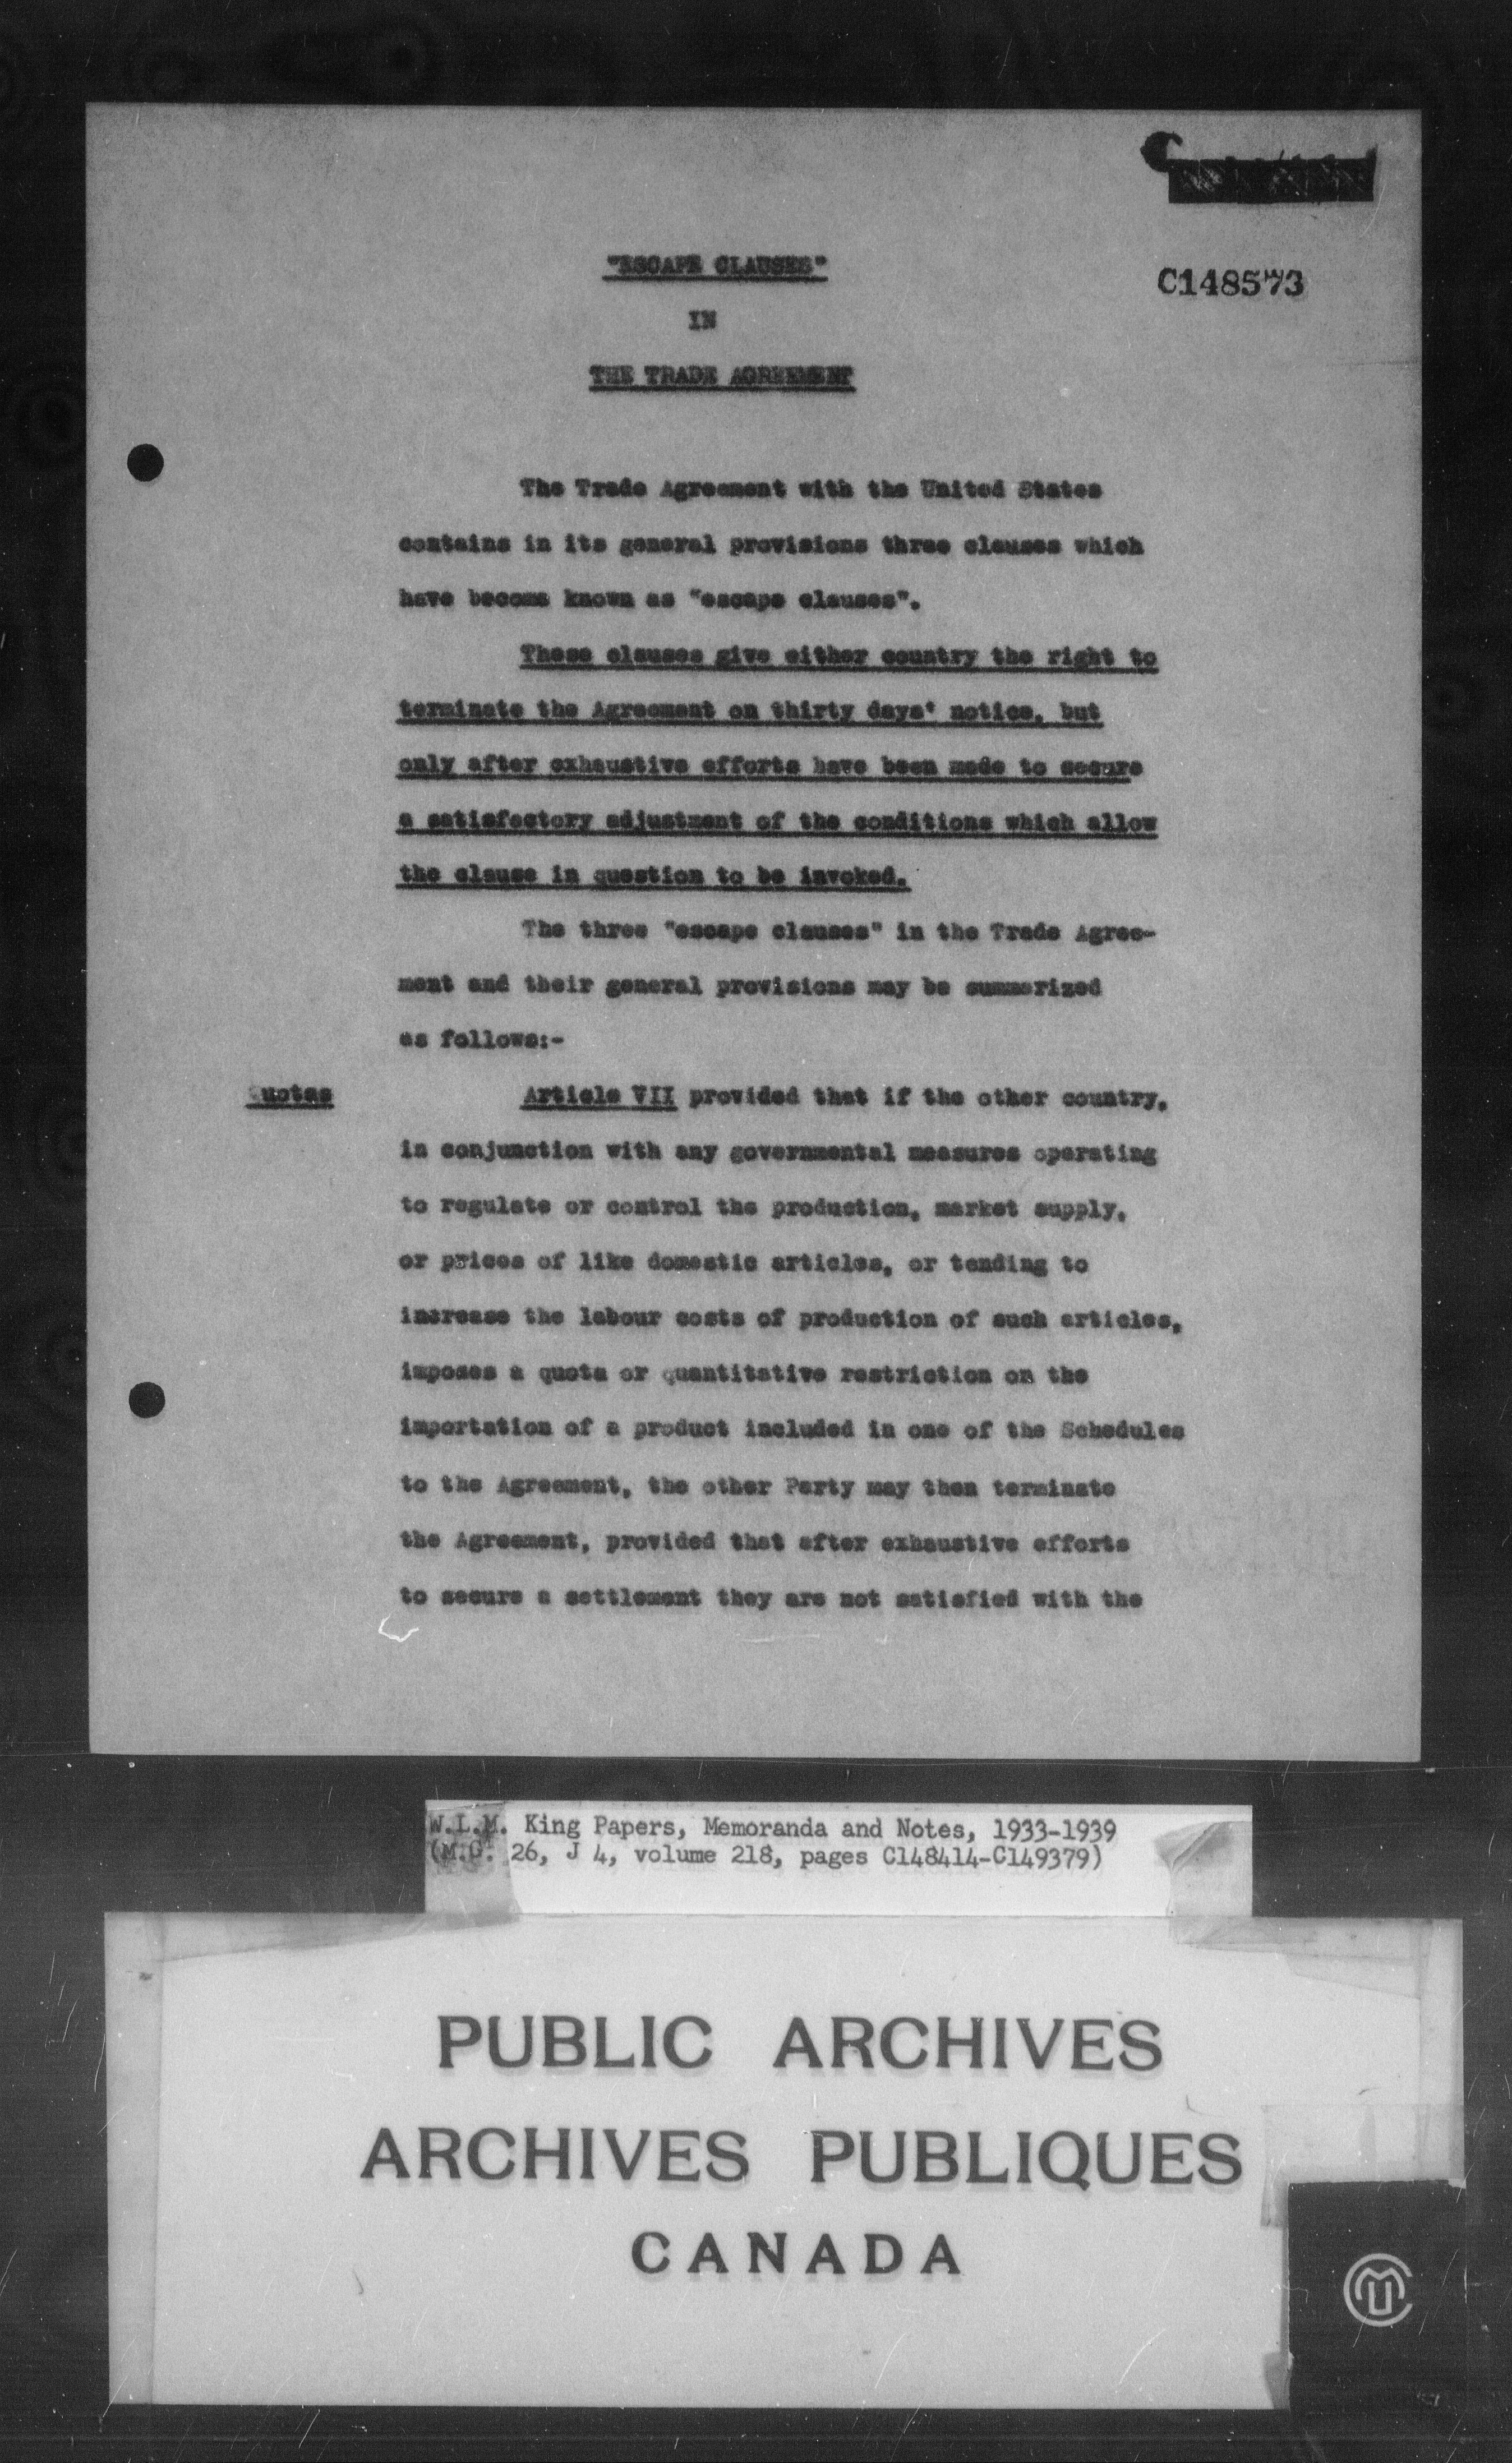 "ESCAPE CLAUSES"
C148573
IN
THE TRADE AGREEMENT
The Trade Agreement with the United States
contains in its general provisions three clauses which
have become known as "escape clauses".
These clauses give either country the right to
terminate the Agreement on thirty days' notice, but
only after exhaustive efforts have been made to secure
a satisfactory adjustment of the conditions which allow
the clause in question to be invoked.
The three "escape clauses" in the Trade Agree-
ment and their general provisions may be summarized
as follows:-
Quotas Article VII provided that if the other country,
in conjunction with any governmental measures operating
to regulate or control the production, market supply,
or prices of like domestic articles, or tending to
increase the labour costs of production of such articles,
imposes a quota or quantitative restriction on the
importation of a product included in one of the Schedules
to the Agreement, the other Party may then terminate
the Agreement, provided that after exhaustive efforts
to secure a settlement they are not satisfied with the
W.L.M. King Papers, Memoranda and Notes, 1933-1939
(M.G. 26, J 4, volume 218, pages C148414-C149379)
PUBLIC ARCHIVES
ARCHIVES PUBLIQUES
CANADA